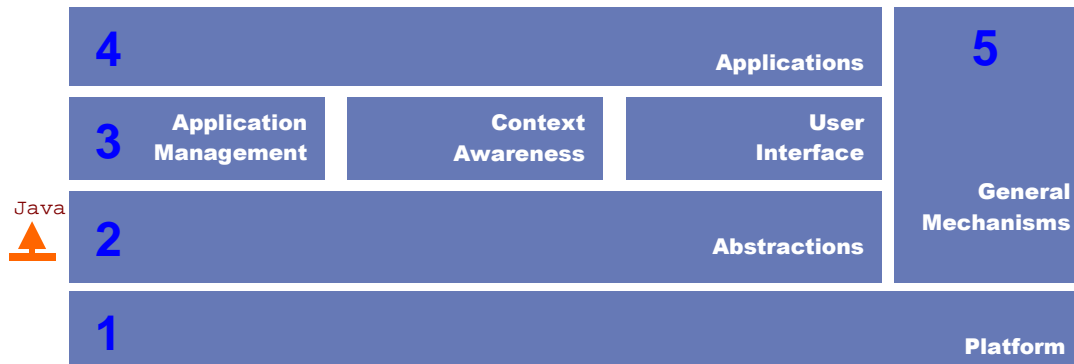 4
Applications
5
3
Application
Management
Context
Awareness
User
Interface
General
Mechanisms
Java
2
Abstractions
1
Platform